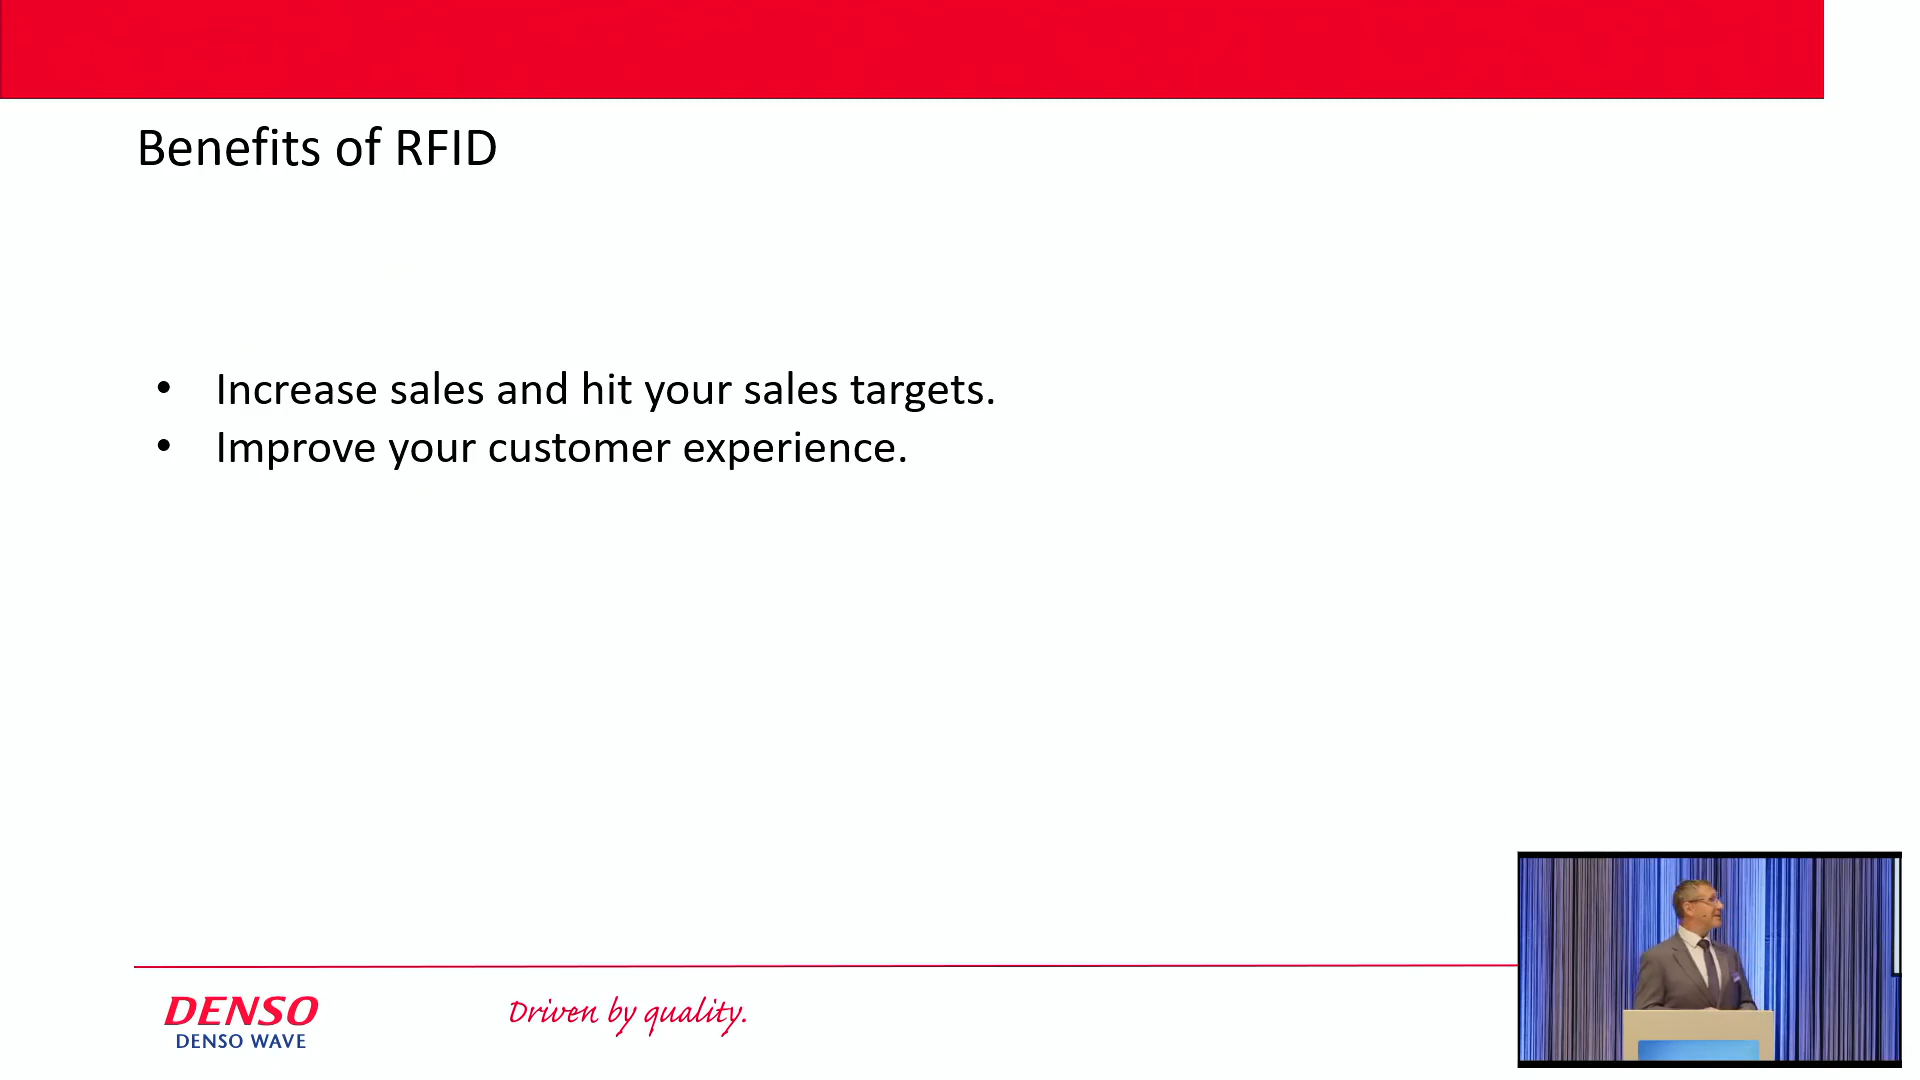 Benefits of RFID
• Increase sales and hit your sales targets.
• Improve your customer experience.
DENSO
DENSO WAVE
Driven by quality.